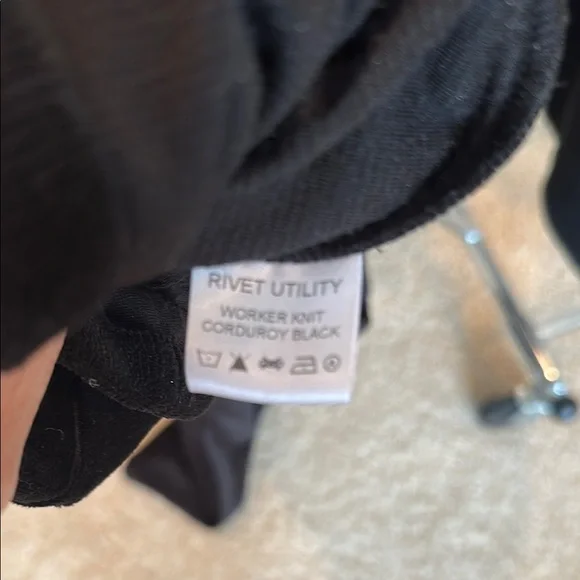 RIVET UTILITY
WORKER KNIT
CORDUROY BLACK